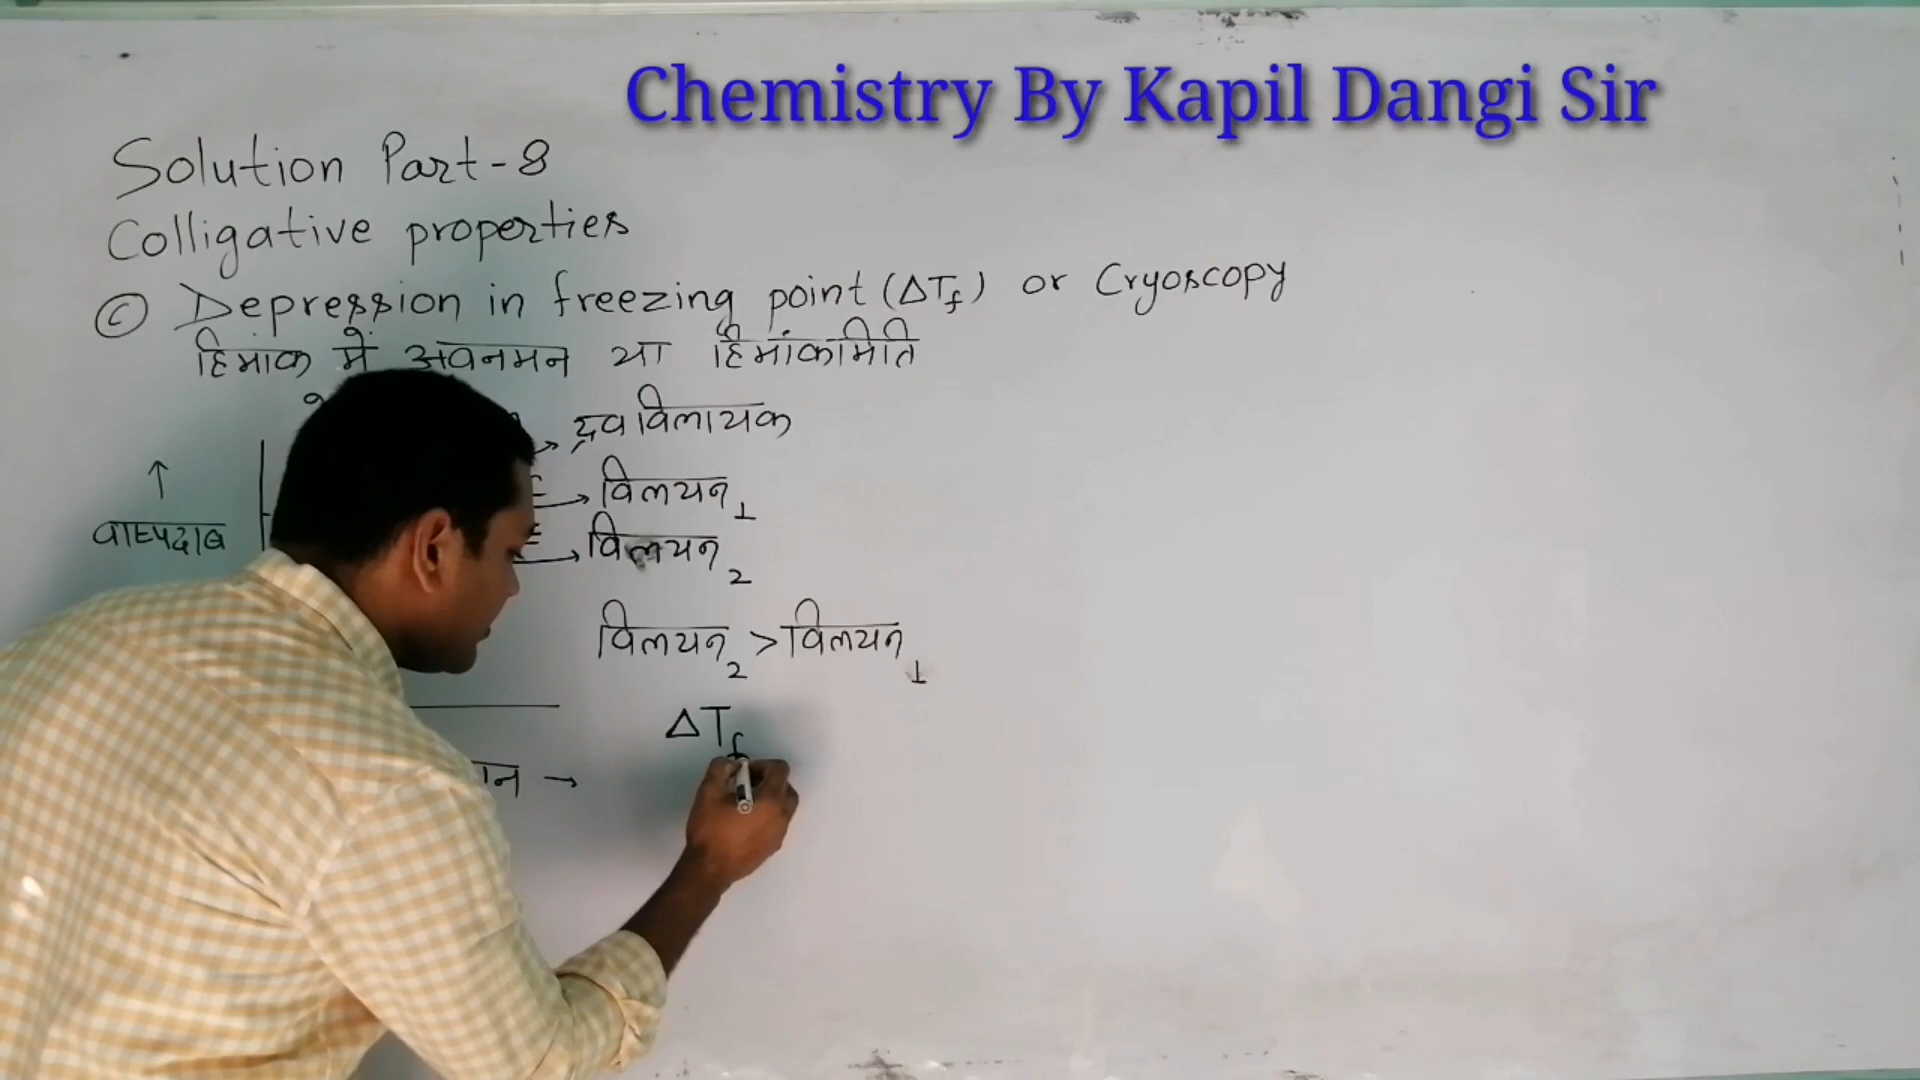 Chemistry By Kapil Dangi Sir
Solution Part-8
Colligative properties
C Depression in freezing point (ΔTf) or Cryoscopy
हिमांक में अवनमन या हिमांकमिति
द्रव विलायक
विलयन1
वाष्पदाब
विलयन2
विलयन2 > विलयन1
ΔTf